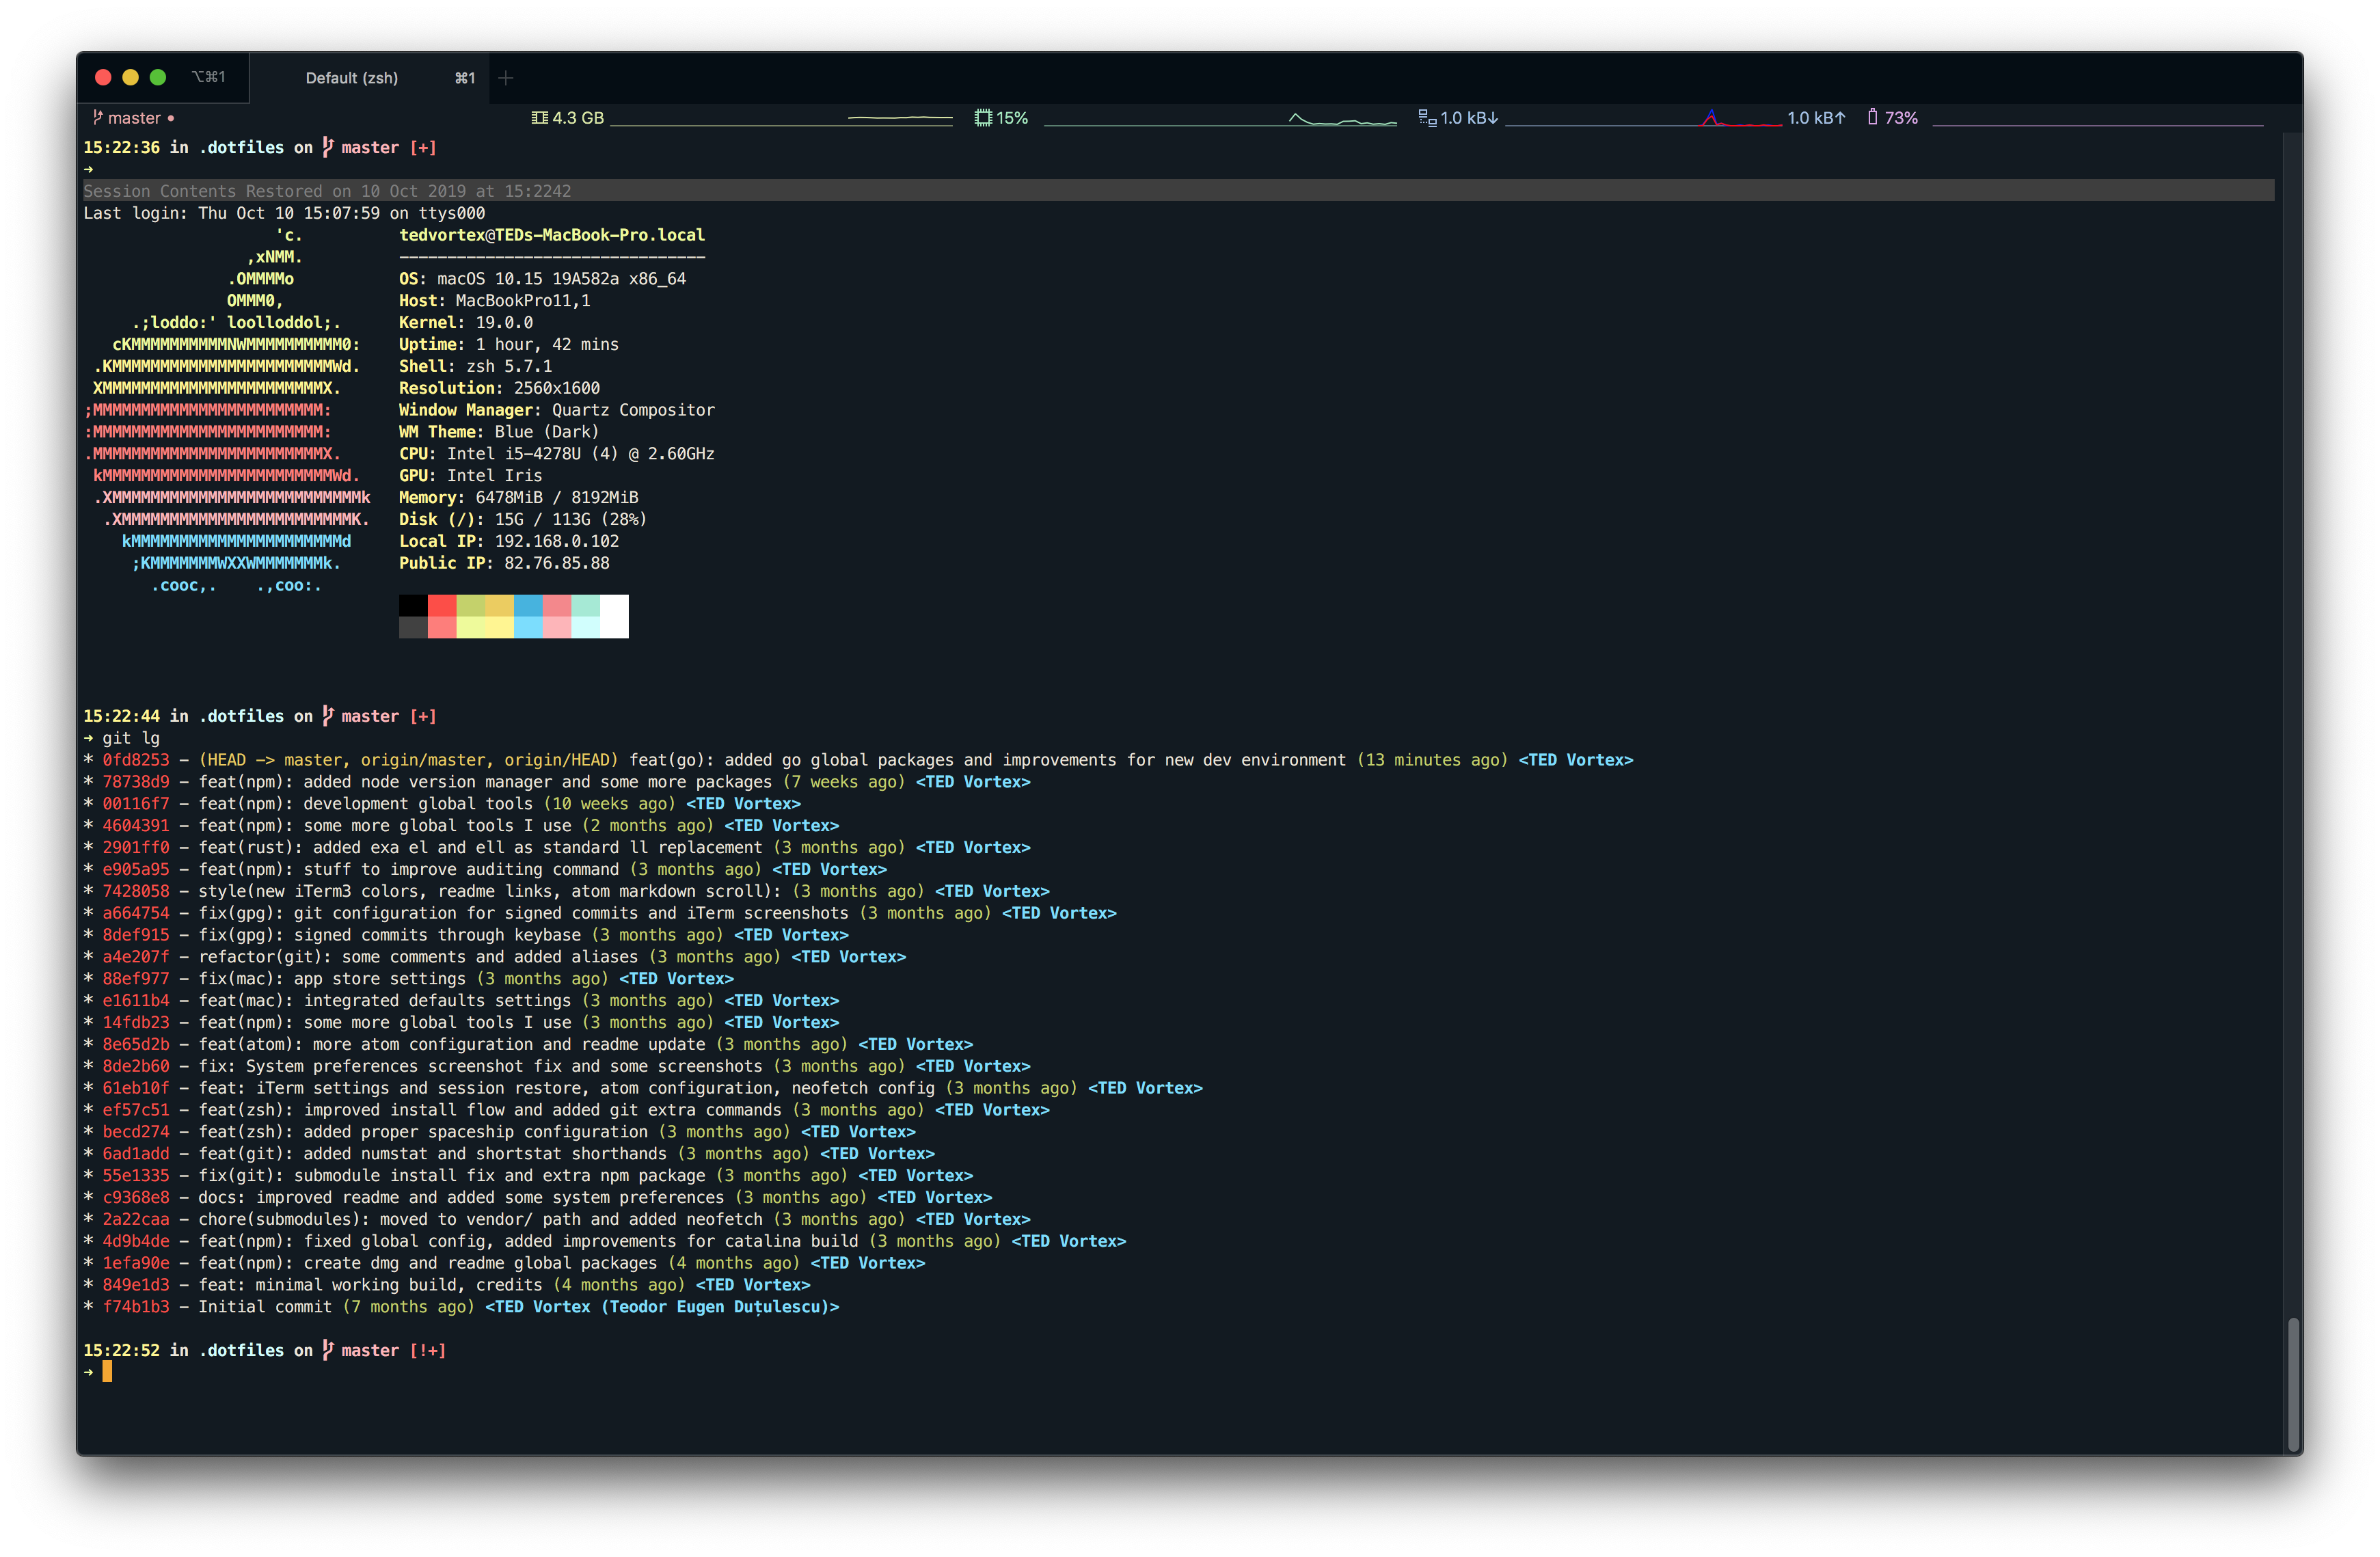 ⌥⌘1 Default (zsh) ⌘1 +
master • 4.3 GB 15% 1.0 kB↓ 1.0 kB↑ 73%
15:22:36 in .dotfiles on master [+]
➜
Session Contents Restored on 10 Oct 2019 at 15:2242
Last login: Thu Oct 10 15:07:59 on ttys000
                    'c.          tedvortex@TEDs-MacBook-Pro.local
                 ,xNMM.          --------------------------------
               .OMMMMo           OS: macOS 10.15 19A582a x86_64
               OMMM0,            Host: MacBookPro11,1
     .;loddo:' loolloddol;.      Kernel: 19.0.0
   cKMMMMMMMMMMNWMMMMMMMMMM0:    Uptime: 1 hour, 42 mins
 .KMMMMMMMMMMMMMMMMMMMMMMMWd.    Shell: zsh 5.7.1
 XMMMMMMMMMMMMMMMMMMMMMMMX.      Resolution: 2560x1600
;MMMMMMMMMMMMMMMMMMMMMMMM:       Window Manager: Quartz Compositor
:MMMMMMMMMMMMMMMMMMMMMMMM:       WM Theme: Blue (Dark)
.MMMMMMMMMMMMMMMMMMMMMMMMX.      CPU: Intel i5-4278U (4) @ 2.60GHz
 kMMMMMMMMMMMMMMMMMMMMMMMMWd.    GPU: Intel Iris
 .XMMMMMMMMMMMMMMMMMMMMMMMMMMk   Memory: 6478MiB / 8192MiB
  .XMMMMMMMMMMMMMMMMMMMMMMMMK.   Disk (/): 15G / 113G (28%)
    kMMMMMMMMMMMMMMMMMMMMMMd     Local IP: 192.168.0.102
     ;KMMMMMMMWXXWMMMMMMMk.      Public IP: 82.76.85.88
       .cooc,.    .,coo:.
15:22:44 in .dotfiles on master [+]
➜ git lg
* 0fd8253 - (HEAD -> master, origin/master, origin/HEAD) feat(go): added go global packages and improvements for new dev environment (13 minutes ago) <TED Vortex>
* 78738d9 - feat(npm): added node version manager and some more packages (7 weeks ago) <TED Vortex>
* 00116f7 - feat(npm): development global tools (10 weeks ago) <TED Vortex>
* 4604391 - feat(npm): some more global tools I use (2 months ago) <TED Vortex>
* 2901ff0 - feat(rust): added exa el and ell as standard ll replacement (3 months ago) <TED Vortex>
* e905a95 - feat(npm): stuff to improve auditing command (3 months ago) <TED Vortex>
* 7428058 - style(new iTerm3 colors, readme links, atom markdown scroll): (3 months ago) <TED Vortex>
* a664754 - fix(gpg): git configuration for signed commits and iTerm screenshots (3 months ago) <TED Vortex>
* 8def915 - fix(gpg): signed commits through keybase (3 months ago) <TED Vortex>
* a4e207f - refactor(git): some comments and added aliases (3 months ago) <TED Vortex>
* 88ef977 - fix(mac): app store settings (3 months ago) <TED Vortex>
* e1611b4 - feat(mac): integrated defaults settings (3 months ago) <TED Vortex>
* 14fdb23 - feat(npm): some more global tools I use (3 months ago) <TED Vortex>
* 8e65d2b - feat(atom): more atom configuration and readme update (3 months ago) <TED Vortex>
* 8de2b60 - fix: System preferences screenshot fix and some screenshots (3 months ago) <TED Vortex>
* 61eb10f - feat: iTerm settings and session restore, atom configuration, neofetch config (3 months ago) <TED Vortex>
* ef57c51 - feat(zsh): improved install flow and added git extra commands (3 months ago) <TED Vortex>
* becd274 - feat(zsh): added proper spaceship configuration (3 months ago) <TED Vortex>
* 6ad1add - feat(git): added numstat and shortstat shorthands (3 months ago) <TED Vortex>
* 55e1335 - fix(git): submodule install fix and extra npm package (3 months ago) <TED Vortex>
* c9368e8 - docs: improved readme and added some system preferences (3 months ago) <TED Vortex>
* 2a22caa - chore(submodules): moved to vendor/ path and added neofetch (3 months ago) <TED Vortex>
* 4d9b4de - feat(npm): fixed global config, added improvements for catalina build (3 months ago) <TED Vortex>
* 1efa90e - feat(npm): create dmg and readme global packages (4 months ago) <TED Vortex>
* 849e1d3 - feat: minimal working build, credits (4 months ago) <TED Vortex>
* f74b1b3 - Initial commit (7 months ago) <TED Vortex (Teodor Eugen Duțulescu)>
15:22:52 in .dotfiles on master [!+]
➜